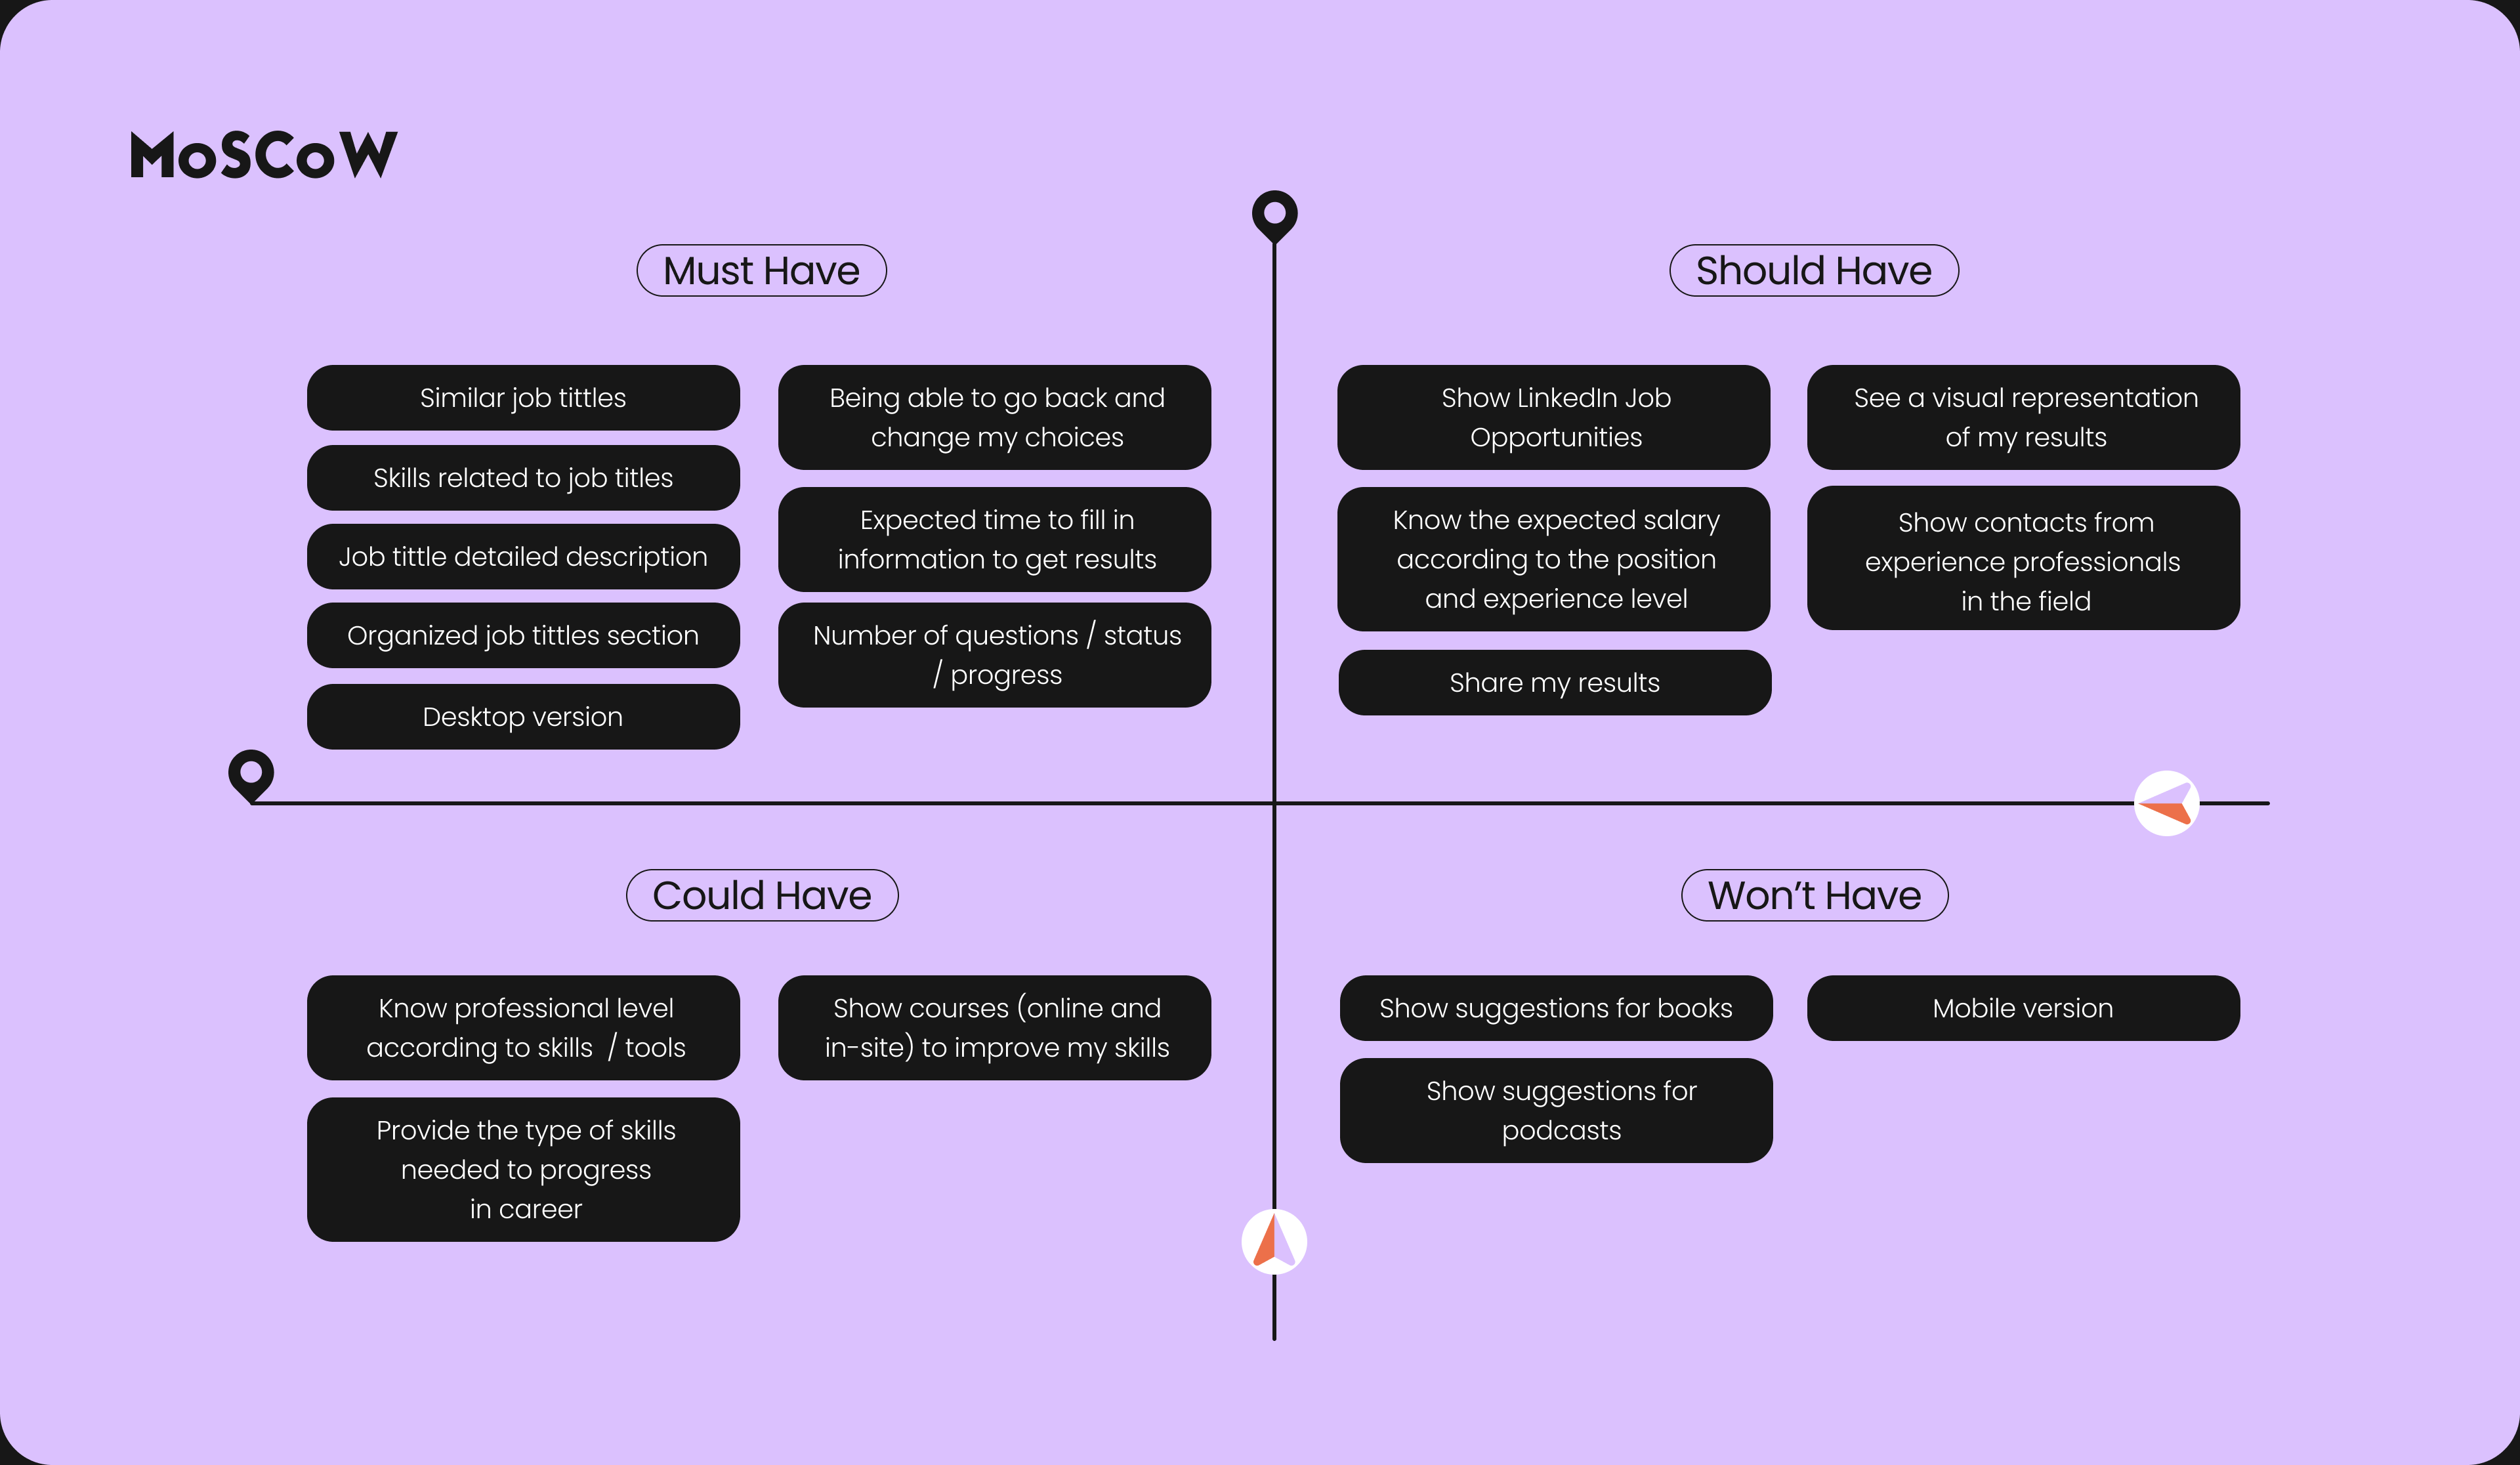 MoSCoW
Must Have
Similar job tittles
Skills related to job titles
Job tittle detailed description
Organized job tittles section
Desktop version
Being able to go back and
change my choices
Expected time to fill in
information to get results
Number of questions / status
/ progress
Should Have
Show LinkedIn Job
Opportunities
Know the expected salary
according to the position
and experience level
Share my results
See a visual representation
of my results
Show contacts from
experience professionals
in the field
Could Have
Know professional level
according to skills  / tools
Provide the type of skills
needed to progress
in career
Show courses (online and
in-site) to improve my skills
Won’t Have
Show suggestions for books
Show suggestions for
podcasts
Mobile version